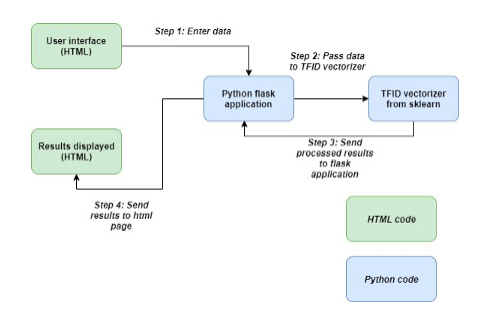 Step 1: Enter data
User interface
(HTML)
Step 2: Pass data
to TFID vectorizer
Python flask
application
TFID vectorizer
from sklearn
Results displayed
(HTML)
Step 3: Send
processed results
to flask
application
Step 4: Send
results to html
page
HTML code
Python code